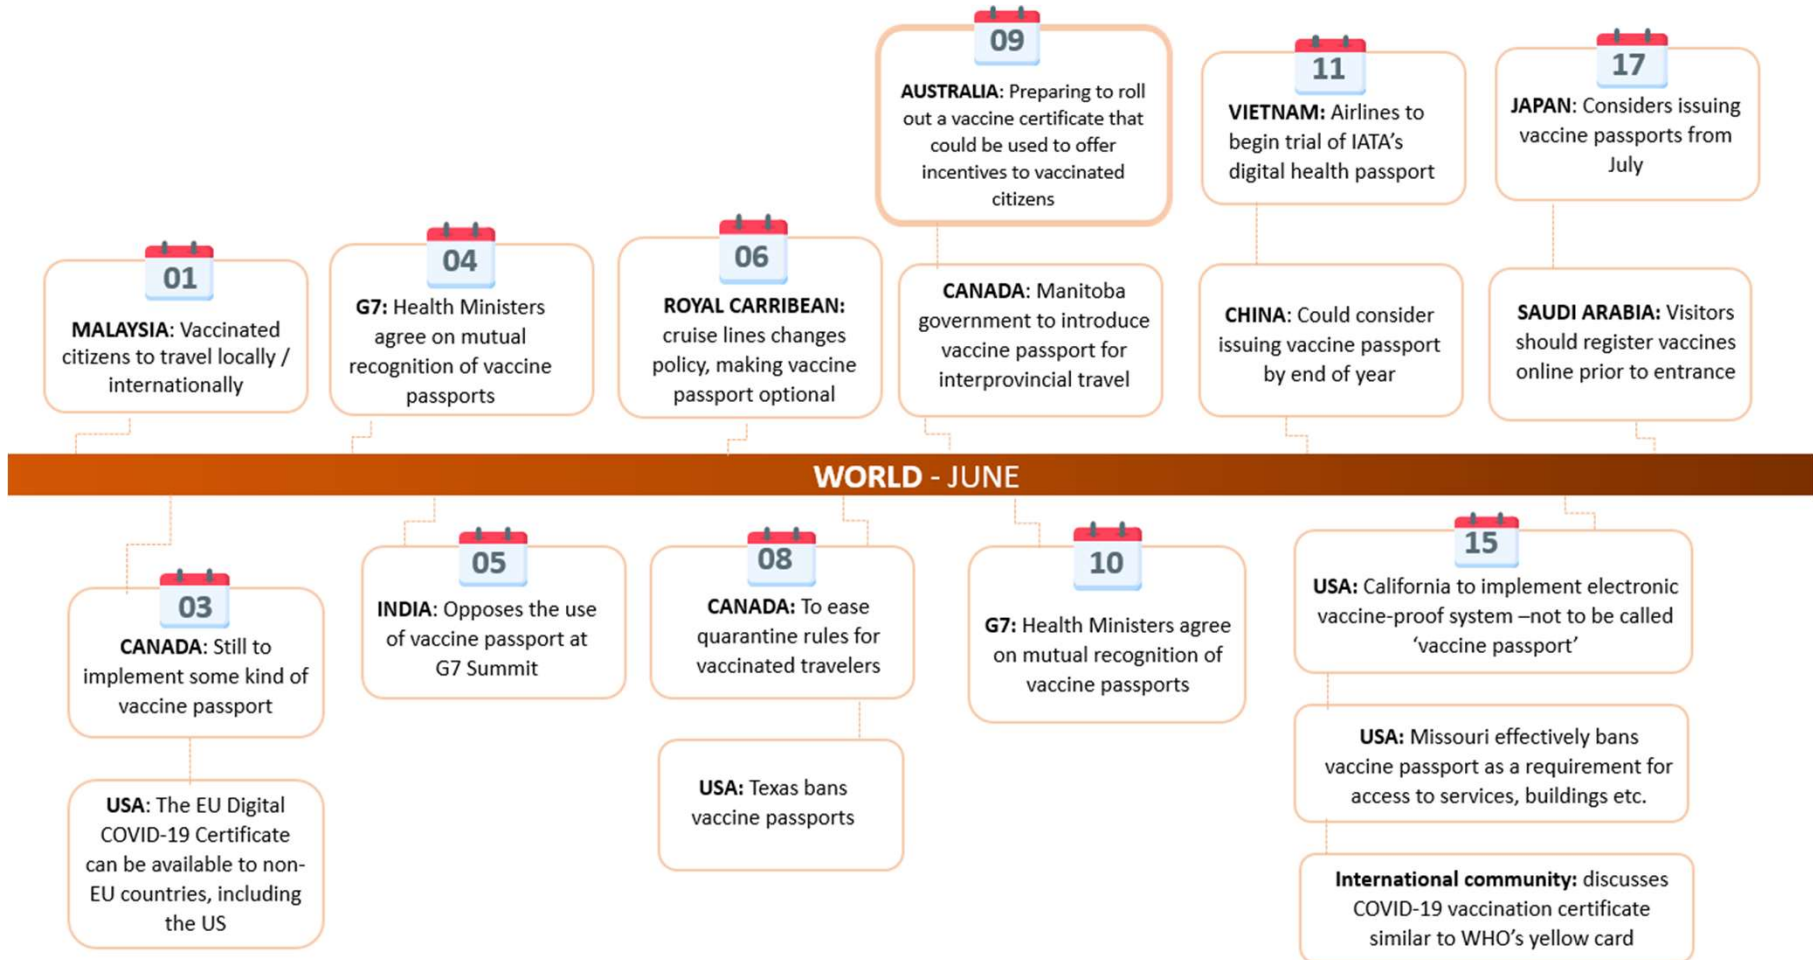 01
MALAYSIA: Vaccinated
citizens to travel locally /
internationally
04
G7: Health Ministers
agree on mutual
recognition of vaccine
passports
06
ROYAL CARRIBEAN:
cruise lines changes
policy, making vaccine
passport optional
09
AUSTRALIA: Preparing to roll
out a vaccine certificate that
could be used to offer
incentives to vaccinated
citizens
CANADA: Manitoba
government to introduce
vaccine passport for
interprovincial travel
11
VIETNAM: Airlines to
begin trial of IATA’s
digital health passport
CHINA: Could consider
issuing vaccine passport
by end of year
17
JAPAN: Considers issuing
vaccine passports from
July
SAUDI ARABIA: Visitors
should register vaccines
online prior to entrance
WORLD - JUNE
03
CANADA: Still to
implement some kind of
vaccine passport
USA: The EU Digital
COVID-19 Certificate
can be available to non-
EU countries, including
the US
05
INDIA: Opposes the use
of vaccine passport at
G7 Summit
08
CANADA: To ease
quarantine rules for
vaccinated travelers
USA: Texas bans
vaccine passports
10
G7: Health Ministers agree
on mutual recognition of
vaccine passports
15
USA: California to implement electronic
vaccine-proof system –not to be called
‘vaccine passport’
USA: Missouri effectively bans
vaccine passport as a requirement for
access to services, buildings etc.
International community: discusses
COVID-19 vaccination certificate
similar to WHO’s yellow card